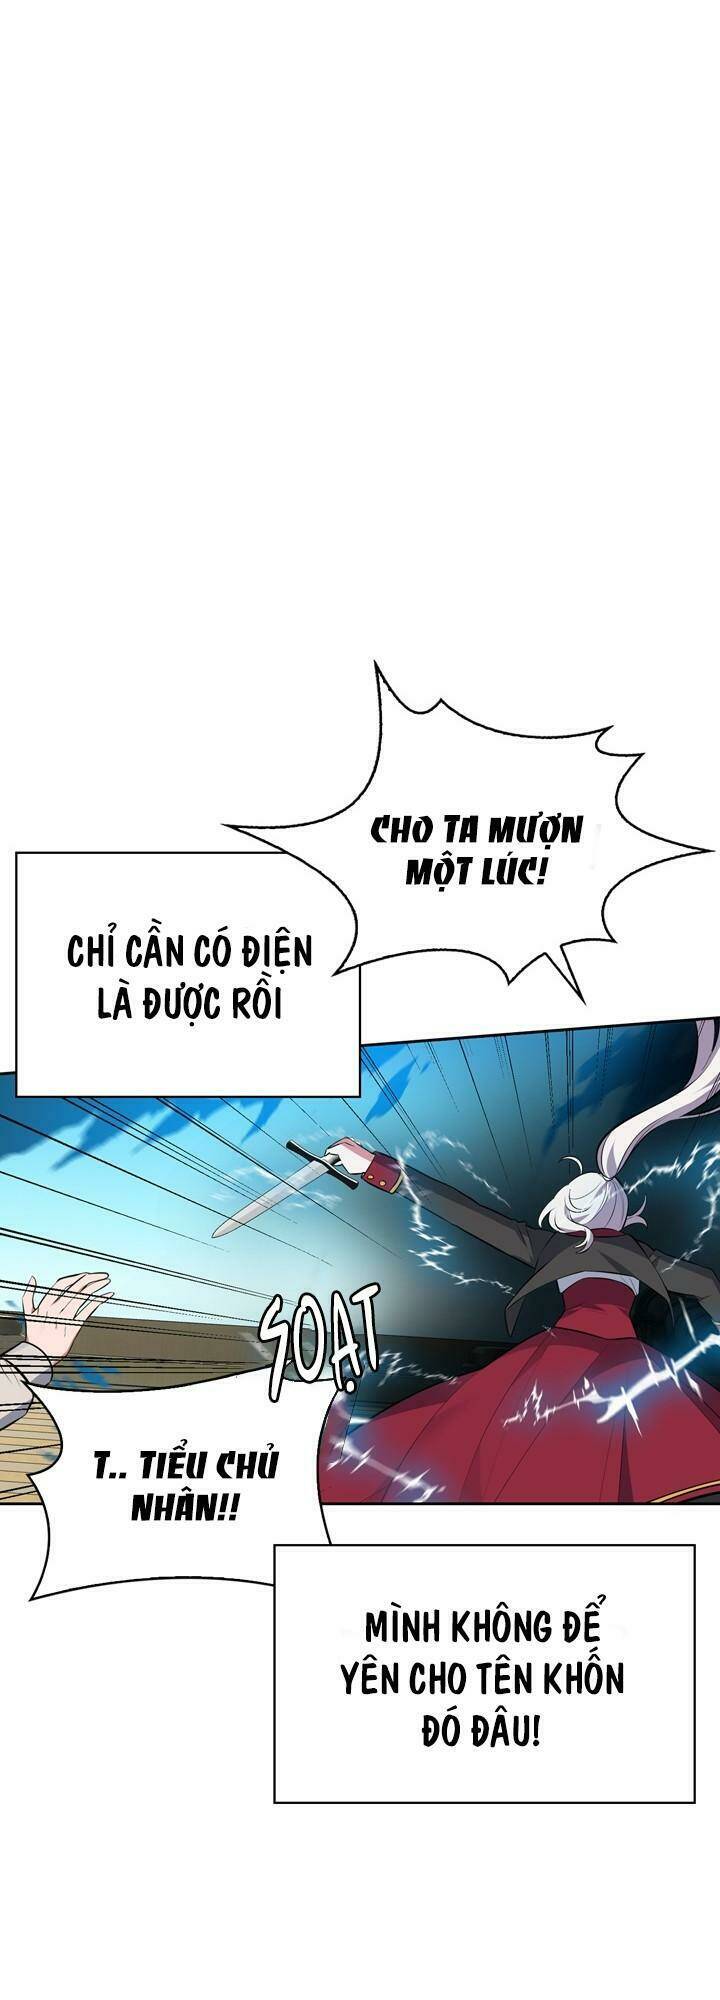 CHO TA MƯỢN
MỘT LÚC!
CHỈ CẦN CÓ ĐIỆN
LÀ ĐƯỢC RỒI
SOẠT
T.. TIỂU CHỦ
NHÂN!!
MÌNH KHÔNG ĐỂ
YÊN CHO TÊN KHỐN
ĐÓ ĐÂU!